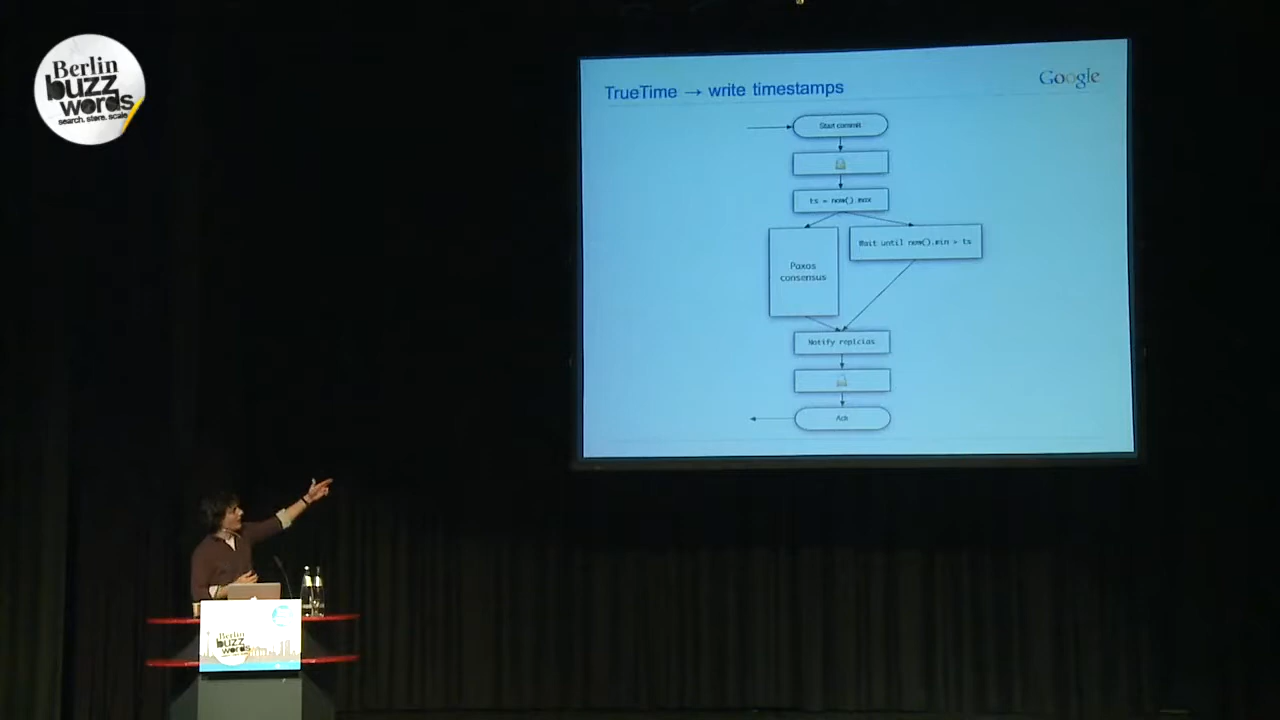 Berlin
buzz
words
search. store. scale
TrueTime → write timestamps
Google
Start commit
ts = now().max
Paxos
consensus
Wait until now().min > ts
Notify replcias
Ack
Berlin
buzz
words